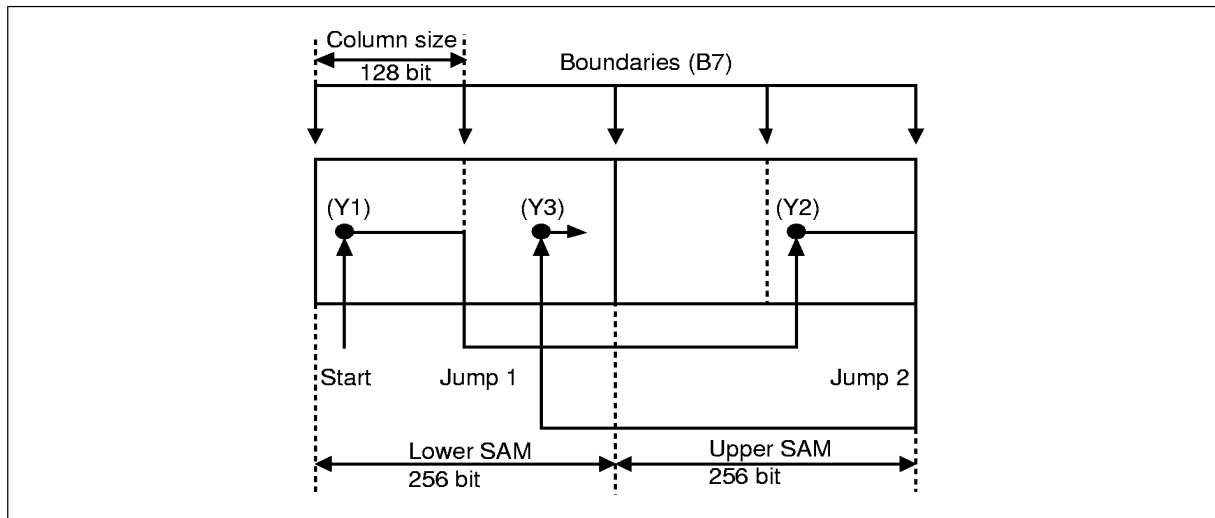 Column size
128 bit
Boundaries (B7)
(Y1)
(Y3)
(Y2)
Start
Jump 1
Jump 2
Lower SAM
256 bit
Upper SAM
256 bit